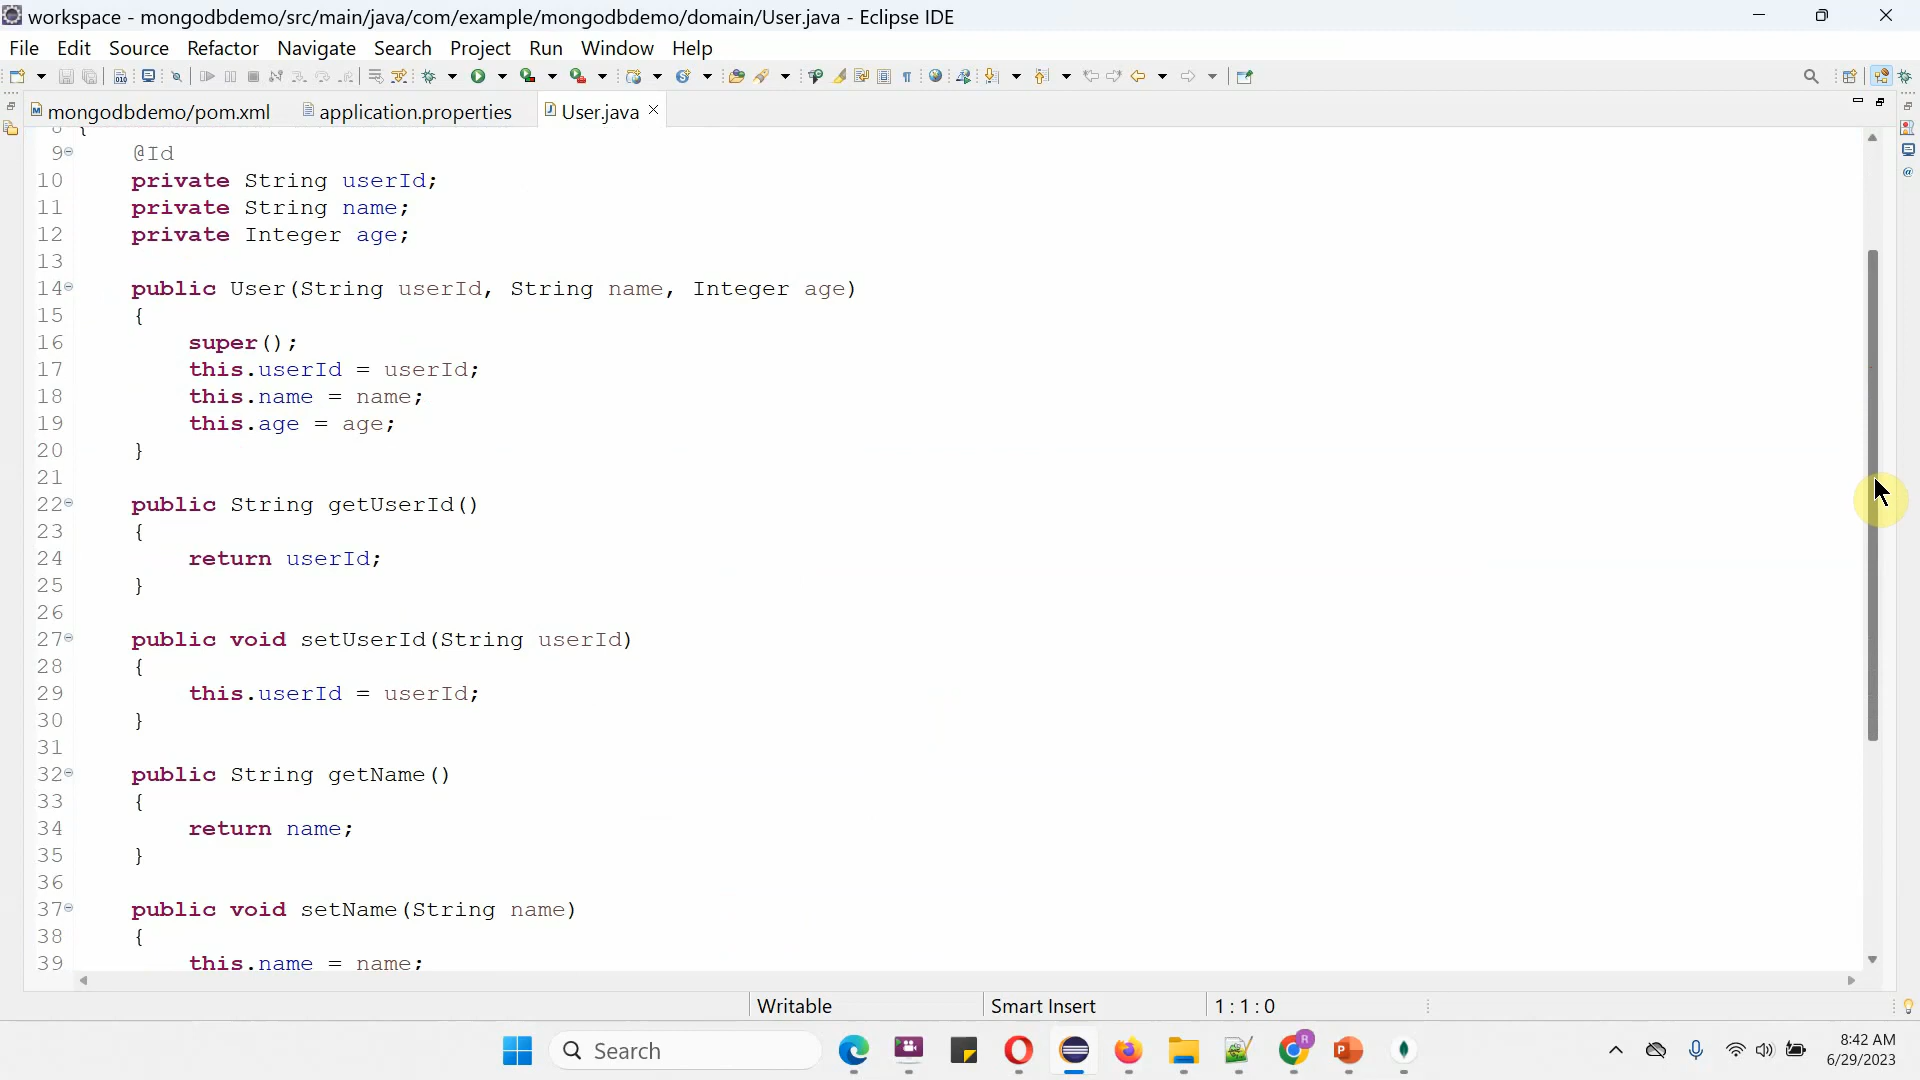 workspace - mongodbdemo/src/main/java/com/example/mongodbdemo/domain/User.java - Eclipse IDE
File Edit Source Refactor Navigate Search Project Run Window Help
mongodbdemo/pom.xml application.properties User.java
8 {
9 @Id
10 private String userId;
11 private String name;
12 private Integer age;
13
14 public User(String userId, String name, Integer age)
15 {
16 super();
17 this.userId = userId;
18 this.name = name;
19 this.age = age;
20 }
21
22 public String getUserId()
23 {
24 return userId;
25 }
26
27 public void setUserId(String userId)
28 {
29 this.userId = userId;
30 }
31
32 public String getName()
33 {
34 return name;
35 }
36
37 public void setName(String name)
38 {
39 this.name = name;
Writable Smart Insert 1 : 1 : 0
Search
8:42 AM
6/29/2023